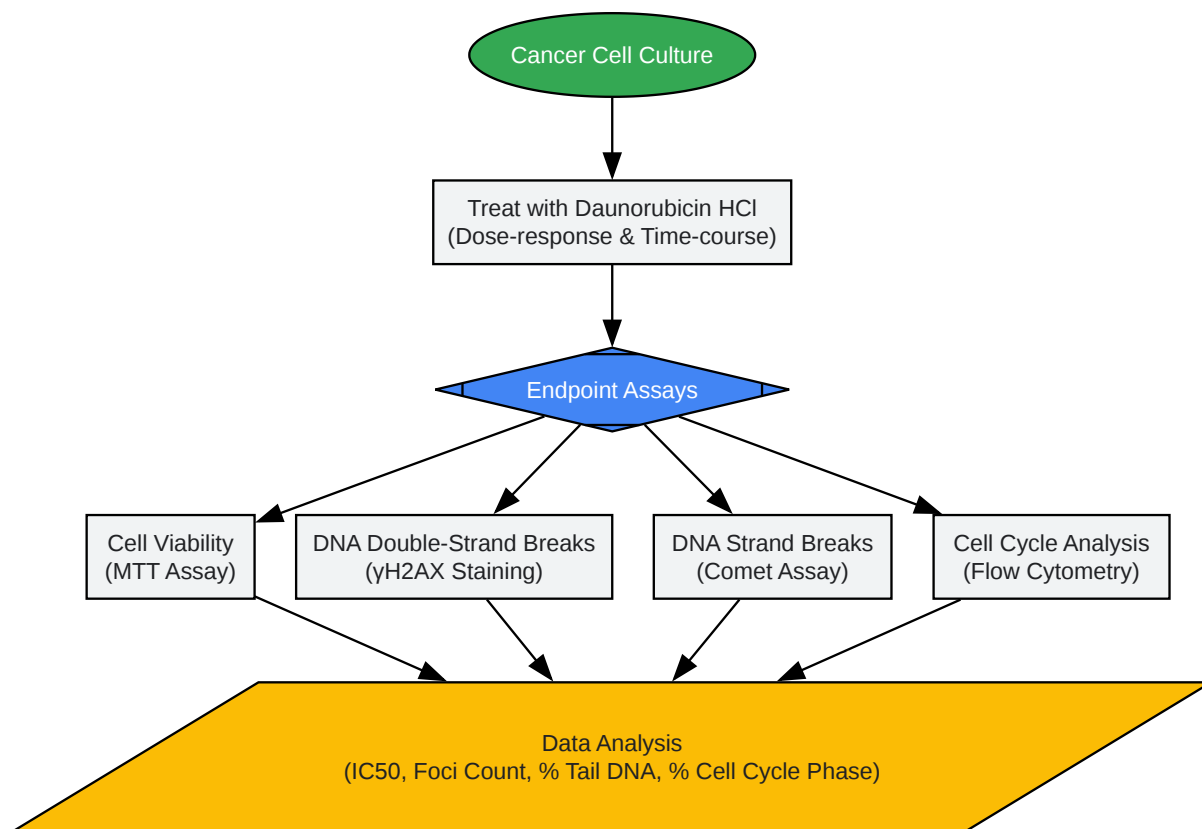 Cancer Cell Culture
Treat with Daunorubicin HCl
(Dose-response & Time-course)
Endpoint Assays
Cell Viability
(MTT Assay)
DNA Double-Strand Breaks
(γH2AX Staining)
DNA Strand Breaks
(Comet Assay)
Cell Cycle Analysis
(Flow Cytometry)
Data Analysis
(IC50, Foci Count, % Tail DNA, % Cell Cycle Phase)